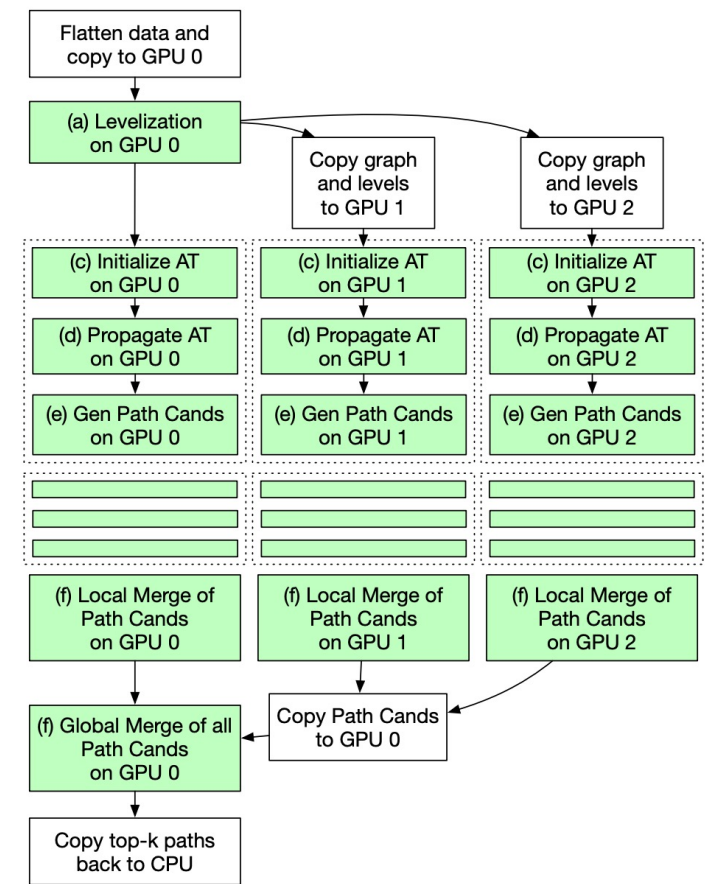 Flatten data and
copy to GPU 0
(a) Levelization
on GPU 0
Copy graph
and levels
to GPU 1
Copy graph
and levels
to GPU 2
(c) Initialize AT
on GPU 0
(c) Initialize AT
on GPU 1
(c) Initialize AT
on GPU 2
(d) Propagate AT
on GPU 0
(d) Propagate AT
on GPU 1
(d) Propagate AT
on GPU 2
(e) Gen Path Cands
on GPU 0
(e) Gen Path Cands
on GPU 1
(e) Gen Path Cands
on GPU 2
(f) Local Merge of
Path Cands
on GPU 0
(f) Local Merge of
Path Cands
on GPU 1
(f) Local Merge of
Path Cands
on GPU 2
(f) Global Merge of all
Path Cands
on GPU 0
Copy Path Cands
to GPU 0
Copy top-k paths
back to CPU